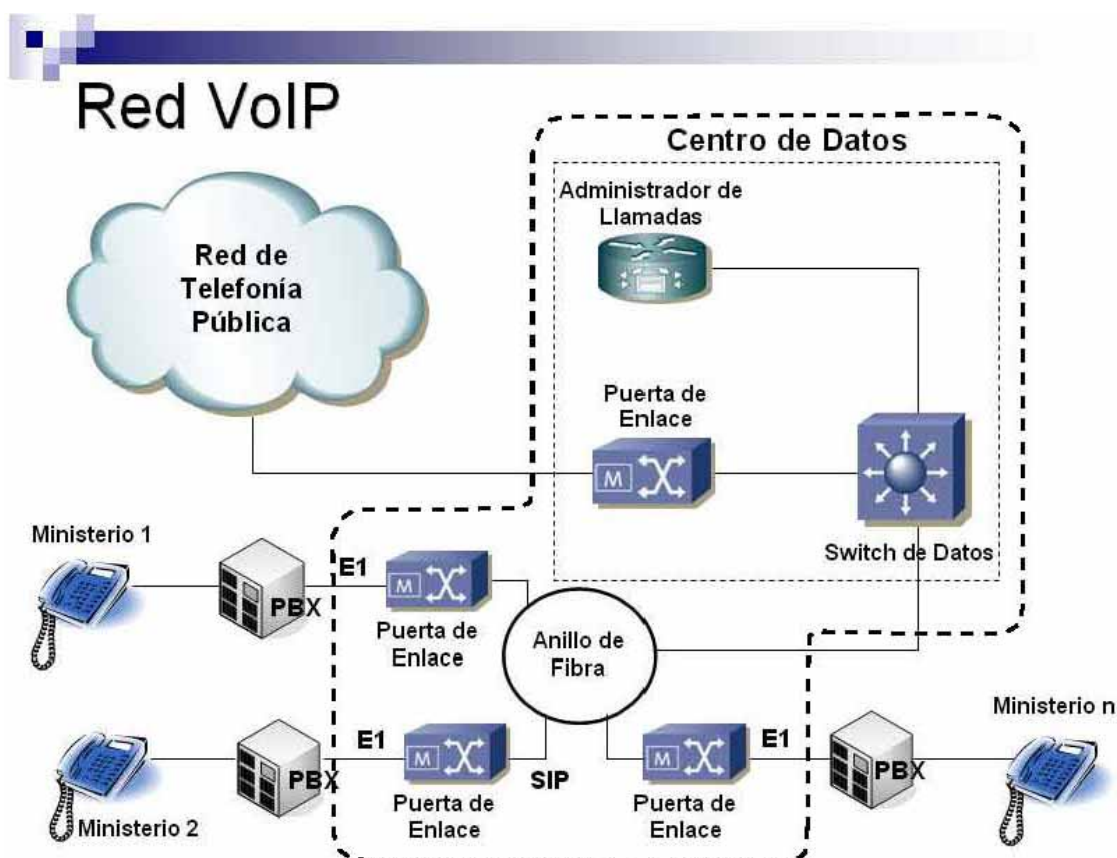 Red VoIP
Centro de Datos
Administrador de
Llamadas
Red de
Telefonía
Pública
Puerta de
Enlace
M
Switch de Datos
Ministerio 1
PBX
E1
M
Puerta de
Enlace
Anillo de
Fibra
Ministerio 2
PBX
E1
M
Puerta de
Enlace
SIP
M
Puerta de
Enlace
E1
PBX
Ministerio n